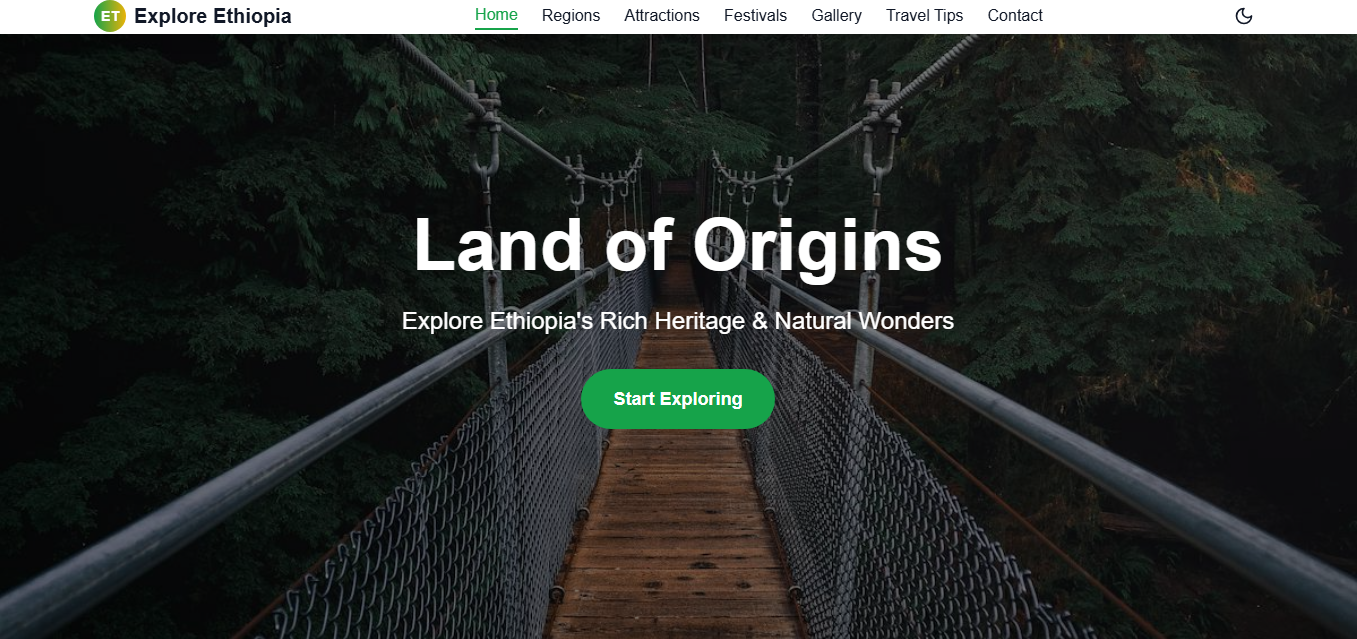 ET Explore Ethiopia Home Regions Attractions Festivals Gallery Travel Tips Contact
Land of Origins
Explore Ethiopia's Rich Heritage & Natural Wonders
Start Exploring